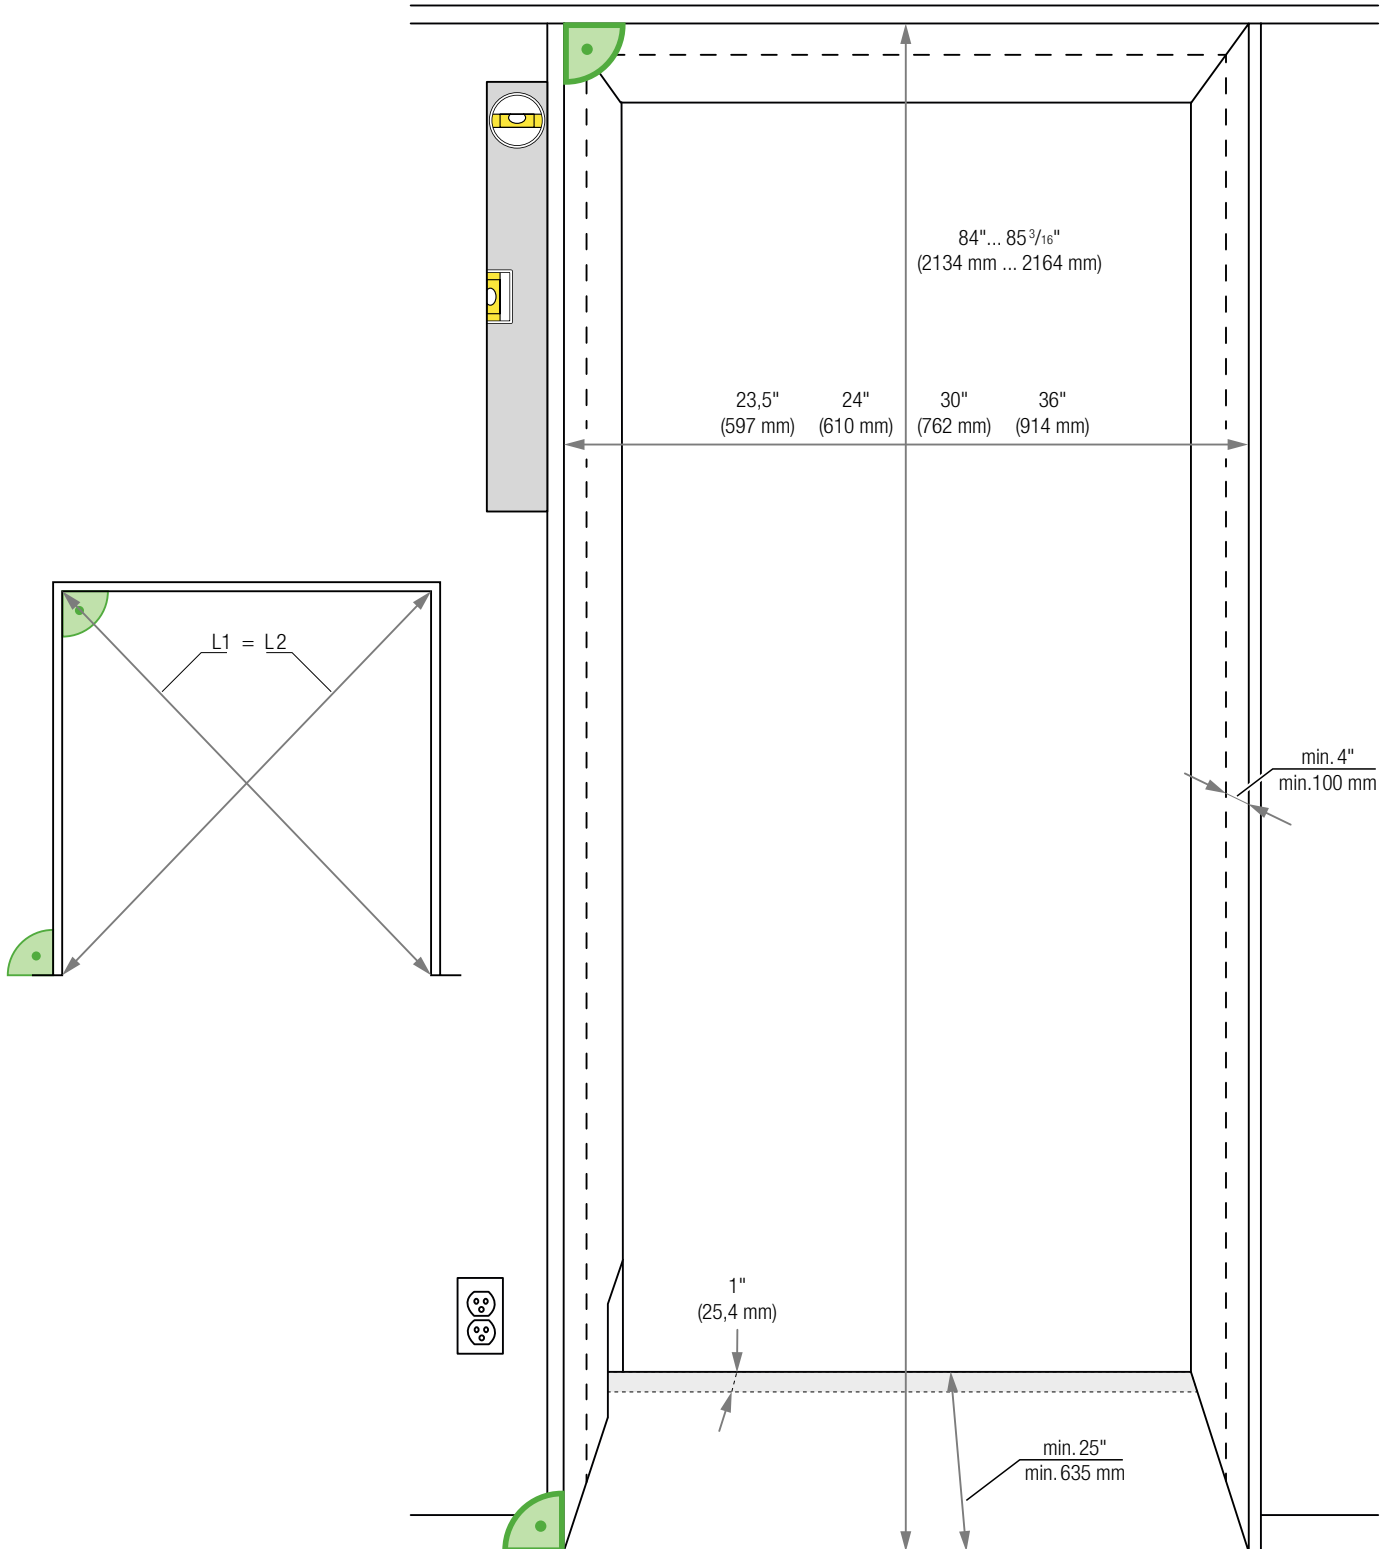 84"... 85 3/16"
(2134 mm ... 2164 mm)
23,5" 24" 30" 36"
(597 mm) (610 mm) (762 mm) (914 mm)
L1 = L2
min. 4"
min.100 mm
1"
(25,4 mm)
min. 25"
min. 635 mm